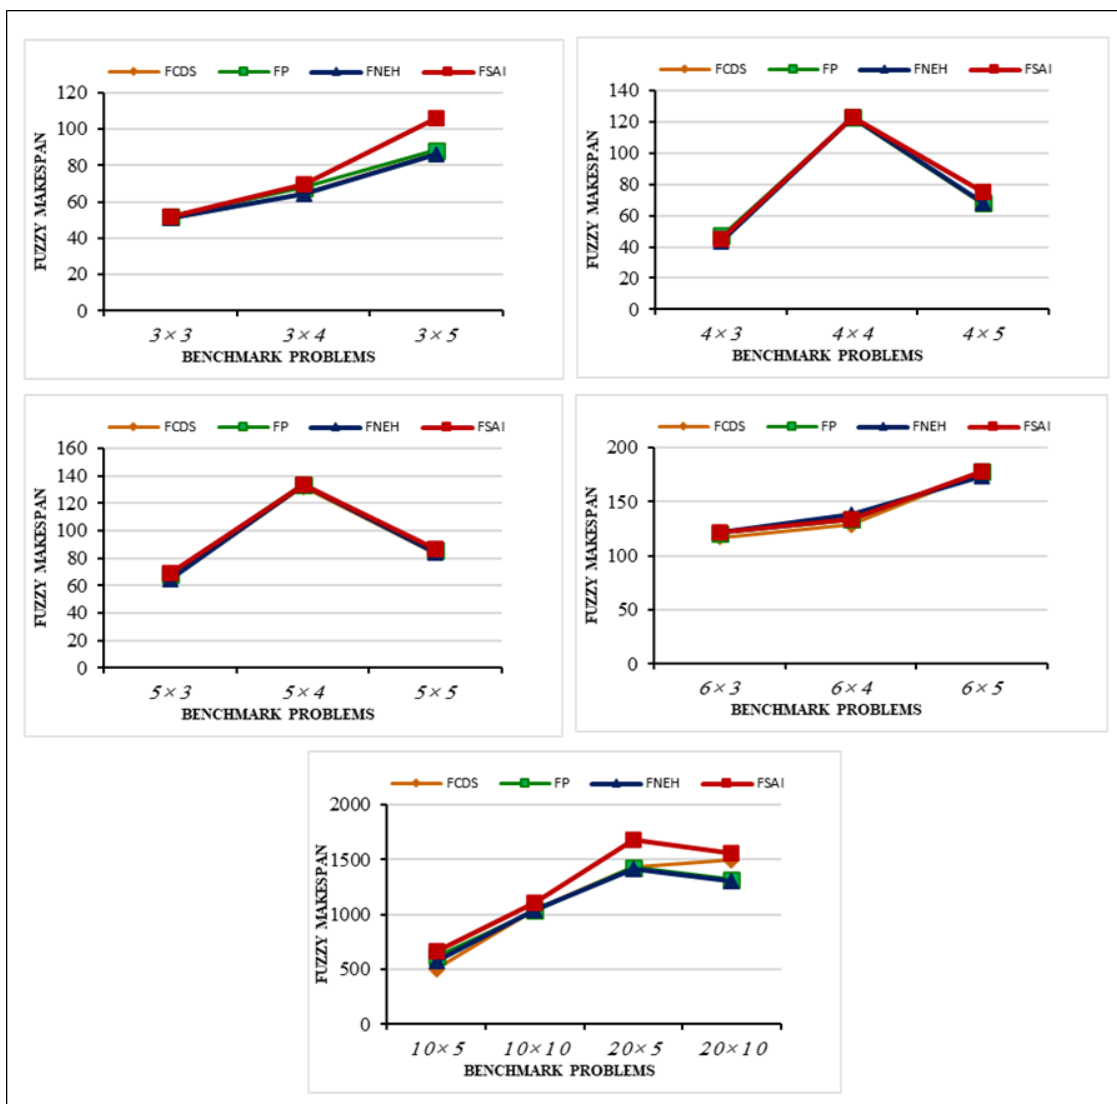 FCDS FP FNEH FSAI
120
100
80
60
40
20
0
FUZZY MAKESPAN
3×3 3×4 3×5
BENCHMARK PROBLEMS
FCDS FP FNEH FSAI
140
120
100
80
60
40
20
0
FUZZY MAKESPAN
4×3 4×4 4×5
BENCHMARK PROBLEMS
FCDS FP FNEH FSAI
160
140
120
100
80
60
40
20
0
FUZZY MAKESPAN
5×3 5×4 5×5
BENCHMARK PROBLEMS
FCDS FP FNEH FSAI
200
150
100
50
0
FUZZY MAKESPAN
6×3 6×4 6×5
BENCHMARK PROBLEMS
FCDS FP FNEH FSAI
2000
1500
1000
500
0
FUZZY MAKESPAN
10×5 10×10 20×5 20×10
BENCHMARK PROBLEMS